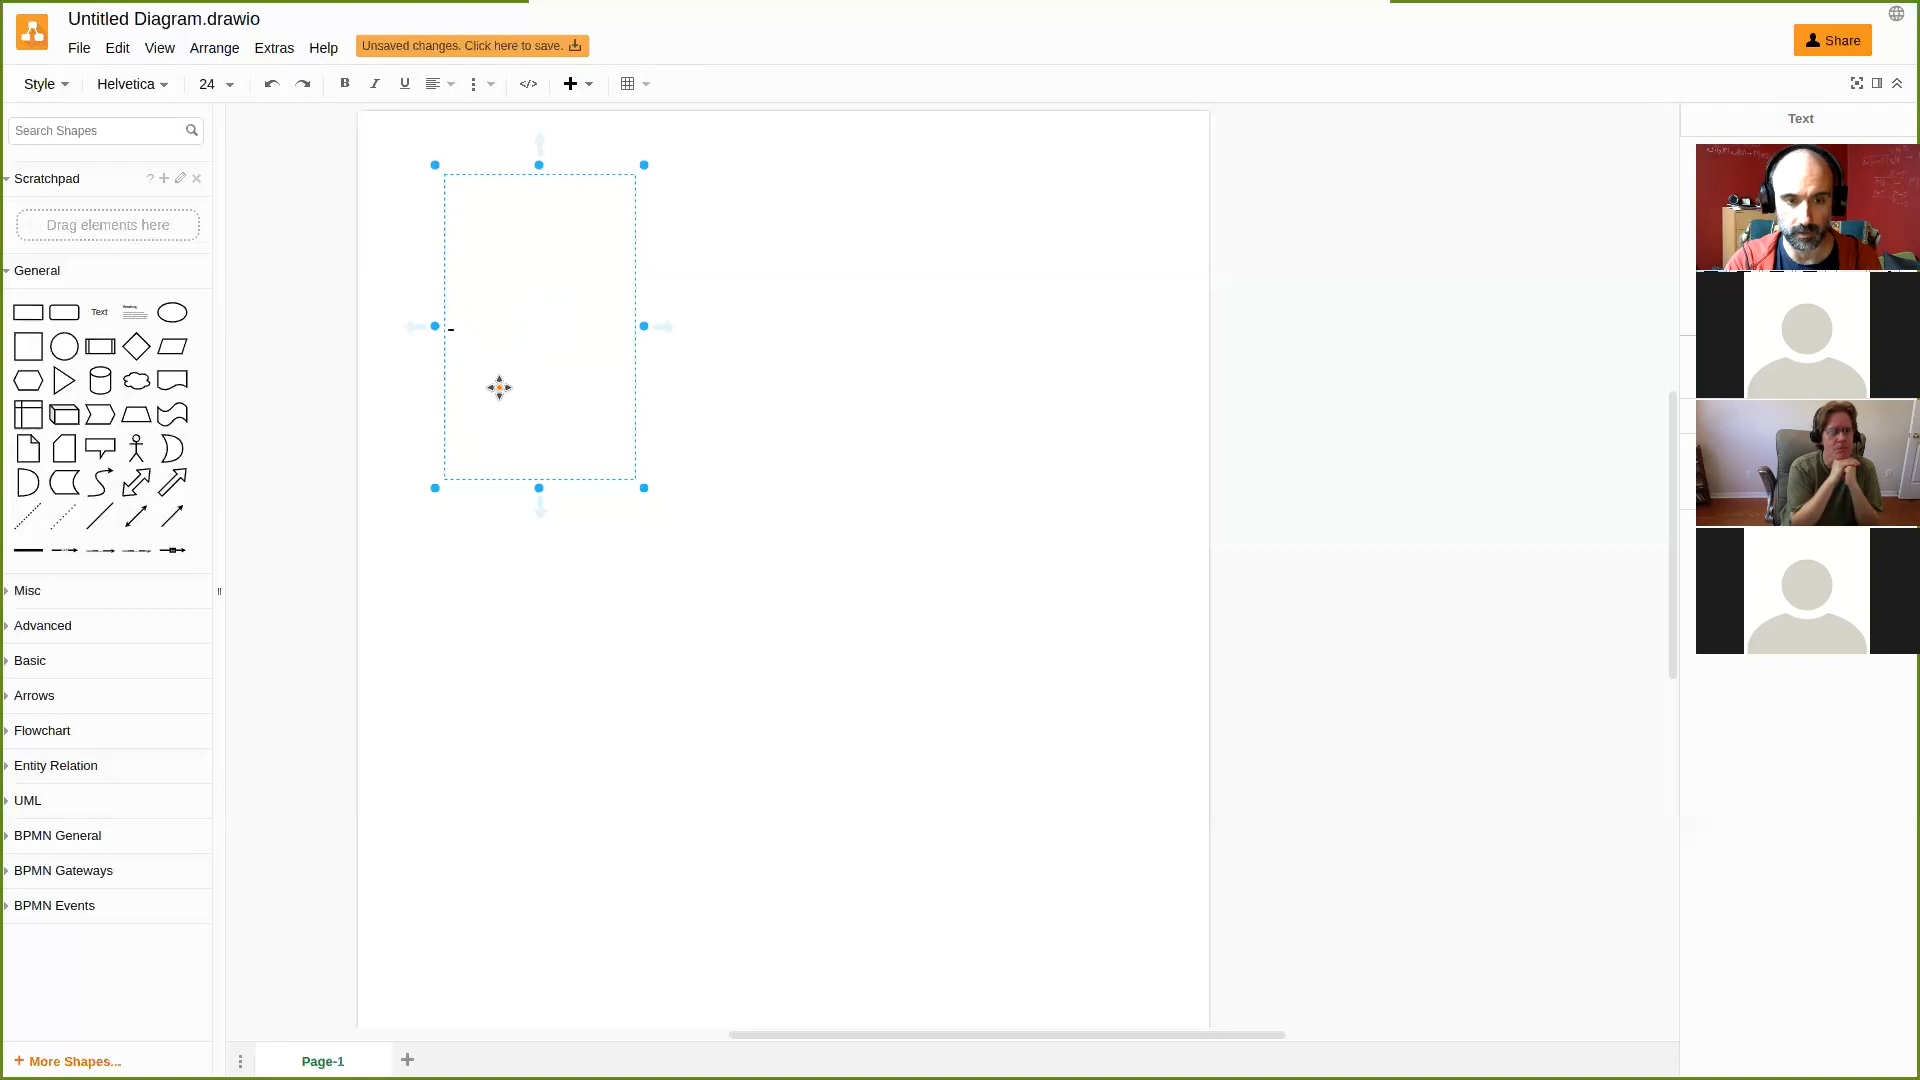 Untitled Diagram.drawio
File Edit View Arrange Extras Help
Unsaved changes. Click here to save.
Share
Style
Helvetica
24
B I U
</>
Search Shapes
Scratchpad
?
Drag elements here
General
Text
Misc
Advanced
Basic
Arrows
Flowchart
Entity Relation
UML
BPMN General
BPMN Gateways
BPMN Events
+ More Shapes...
-
Page-1
Text